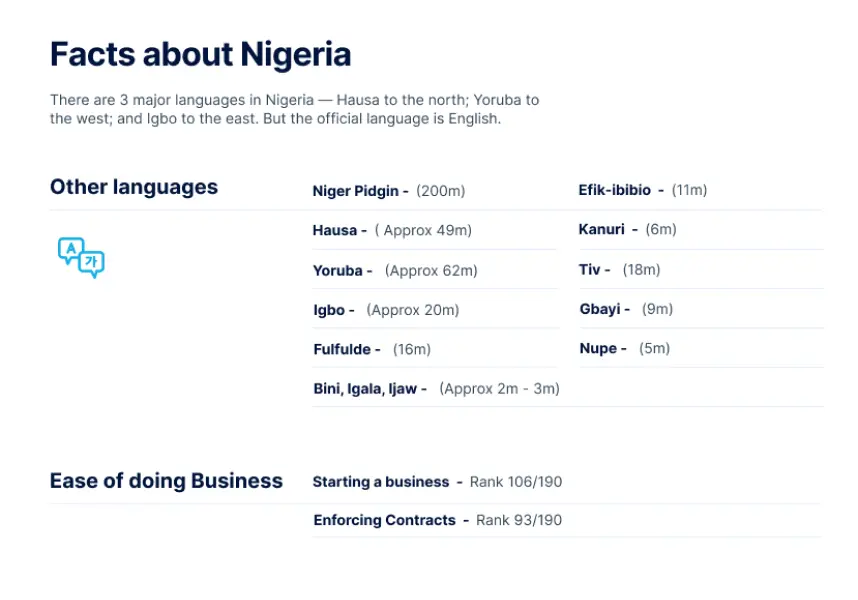 Facts about Nigeria
There are 3 major languages in Nigeria — Hausa to the north; Yoruba to
the west; and Igbo to the east. But the official language is English.
Other languages
A
가
Niger Pidgin - (200m)
Hausa - ( Approx 49m)
Yoruba - (Approx 62m)
Igbo - (Approx 20m)
Fulfulde - (16m)
Bini, Igala, Ijaw - (Approx 2m - 3m)
Efik-ibibio - (11m)
Kanuri - (6m)
Tiv - (18m)
Gbayi - (9m)
Nupe - (5m)
Ease of doing Business
Starting a business - Rank 106/190
Enforcing Contracts - Rank 93/190